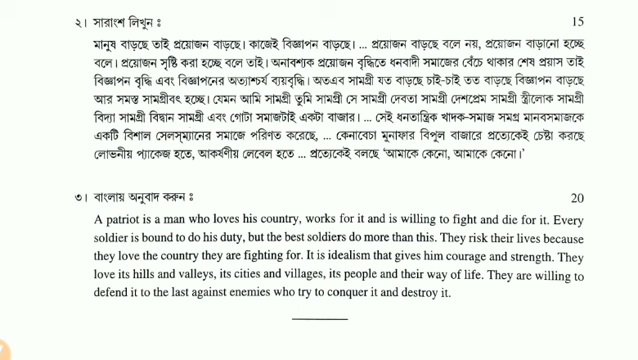 ২। সারাংশ লিখুন ঃ 15
মানুষ বাড়ছে তাই প্রয়োজন বাড়ছে। কাজেই বিজ্ঞাপন বাড়ছে। ... প্রয়োজন বাড়ছে বলে নয়, প্রয়োজন বাড়ানো হচ্ছে
বলে। প্রয়োজন সৃষ্টি করা হচ্ছে বলে তাই। অনাবশ্যক প্রয়োজন বৃদ্ধিতে ধনবাদী সমাজের বেঁচে থাকার শেষ প্রয়াস তাই
বিজ্ঞাপন বৃদ্ধি এবং বিজ্ঞাপনের অত্যাশ্চর্য ব্যয়বৃদ্ধি। অতএব সামগ্রী যত বাড়ছে চাই-চাই তত বাড়ছে বিজ্ঞাপন বাড়ছে
আর সমস্ত সামগ্রীবৎ হচ্ছে। যেমন আমি সামগ্রী তুমি সামগ্রী সে সামগ্রী দেবতা সামগ্রী দেশপ্রেম সামগ্রী স্ত্রীলোক সামগ্রী
বিদ্যা সামগ্রী বিদ্বান সামগ্রী এবং গোটা সমাজটাই একটা বাজার। ... সেই ধনতান্ত্রিক খাদক-সমাজ সমগ্র মানবসমাজকে
একটি বিশাল সেলস্‌ম্যানের সমাজে পরিণত করেছে, ... কেনাবেচা মুনাফার বিপুল বাজারে প্রত্যেকেই চেষ্টা করছে
লোভনীয় প্যাকেজ হতে, আকর্ষণীয় লেবেল হতে ... প্রত্যেকেই বলছে ‘আমাকে কেনো, আমাকে কেনো।’
৩। বাংলায় অনুবাদ করুন ঃ 20
A patriot is a man who loves his country, works for it and is willing to fight and die for it. Every
soldier is bound to do his duty, but the best soldiers do more than this. They risk their lives because
they love the country they are fighting for. It is idealism that gives him courage and strength. They
love its hills and valleys, its cities and villages, its people and their way of life. They are willing to
defend it to the last against enemies who try to conquer it and destroy it.